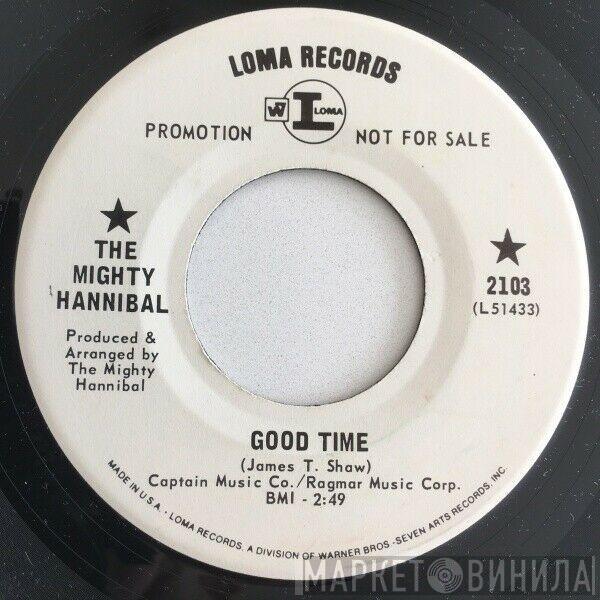 LOMA RECORDS
W7 LOMA
PROMOTION NOT FOR SALE
★ THE MIGHTY HANNIBAL
Produced &
Arranged by
The Mighty
Hannibal
★
2103
(L51433)
GOOD TIME
(James T. Shaw)
Captain Music Co./Ragmar Music Corp.
BMI - 2:49
MADE IN U.S.A. - LOMA RECORDS, A DIVISION OF WARNER BROS.-SEVEN ARTS RECORDS, INC.
МАРКЕТ ВИНИЛА